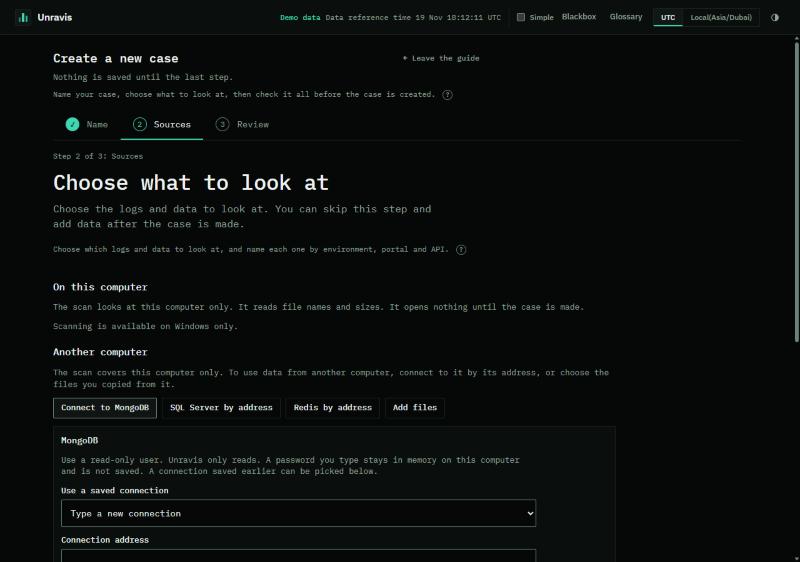 Unravis
Demo data Data reference time 19 Nov 18:12:11 UTC
Simple
Blackbox
Glossary
UTC
Local(Asia/Dubai)
Create a new case
← Leave the guide
Nothing is saved until the last step.
Name your case, choose what to look at, then check it all before the case is created. ?
✓ Name
2 Sources
3 Review
Step 2 of 3: Sources
Choose what to look at
Choose the logs and data to look at. You can skip this step and
add data after the case is made.
Choose which logs and data to look at, and name each one by environment, portal and API. ?
On this computer
The scan looks at this computer only. It reads file names and sizes. It opens nothing until the case is made.
Scanning is available on Windows only.
Another computer
The scan covers this computer only. To use data from another computer, connect to it by its address, or choose the
files you copied from it.
Connect to MongoDB
SQL Server by address
Redis by address
Add files
MongoDB
Use a read-only user. Unravis only reads. A password you type stays in memory on this computer
and is not saved. A connection saved earlier can be picked below.
Use a saved connection
Type a new connection
Connection address